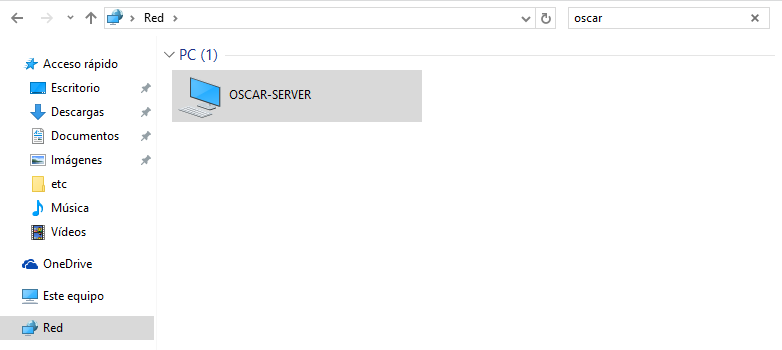 Red
oscar
Acceso rápido
Escritorio
Descargas
Documentos
Imágenes
etc
Música
Vídeos
OneDrive
Este equipo
Red
PC (1)
OSCAR-SERVER